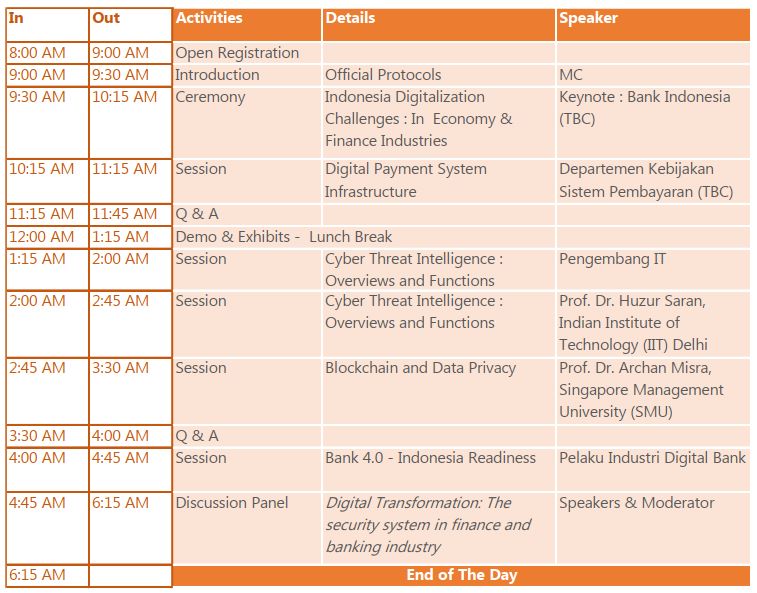 In Out Activities Details Speaker
8:00 AM 9:00 AM Open Registration
9:00 AM 9:30 AM Introduction Official Protocols MC
9:30 AM 10:15 AM Ceremony Indonesia Digitalization Keynote : Bank Indonesia
Challenges : In Economy & (TBC)
Finance Industries
10:15 AM 11:15 AM Session Digital Payment System Departemen Kebijakan
Infrastructure Sistem Pembayaran (TBC)
11:15 AM 11:45 AM Q & A
12:00 AM 1:15 AM Demo & Exhibits - Lunch Break
1:15 AM 2:00 AM Session Cyber Threat Intelligence : Pengembang IT
Overviews and Functions
2:00 AM 2:45 AM Session Cyber Threat Intelligence : Prof. Dr. Huzur Saran,
Overviews and Functions Indian Institute of
Technology (IIT) Delhi
2:45 AM 3:30 AM Session Blockchain and Data Privacy Prof. Dr. Archan Misra,
Singapore Management
University (SMU)
3:30 AM 4:00 AM Q & A
4:00 AM 4:45 AM Session Bank 4.0 - Indonesia Readiness Pelaku Industri Digital Bank
4:45 AM 6:15 AM Discussion Panel Digital Transformation: The Speakers & Moderator
security system in finance and
banking industry
6:15 AM End of The Day